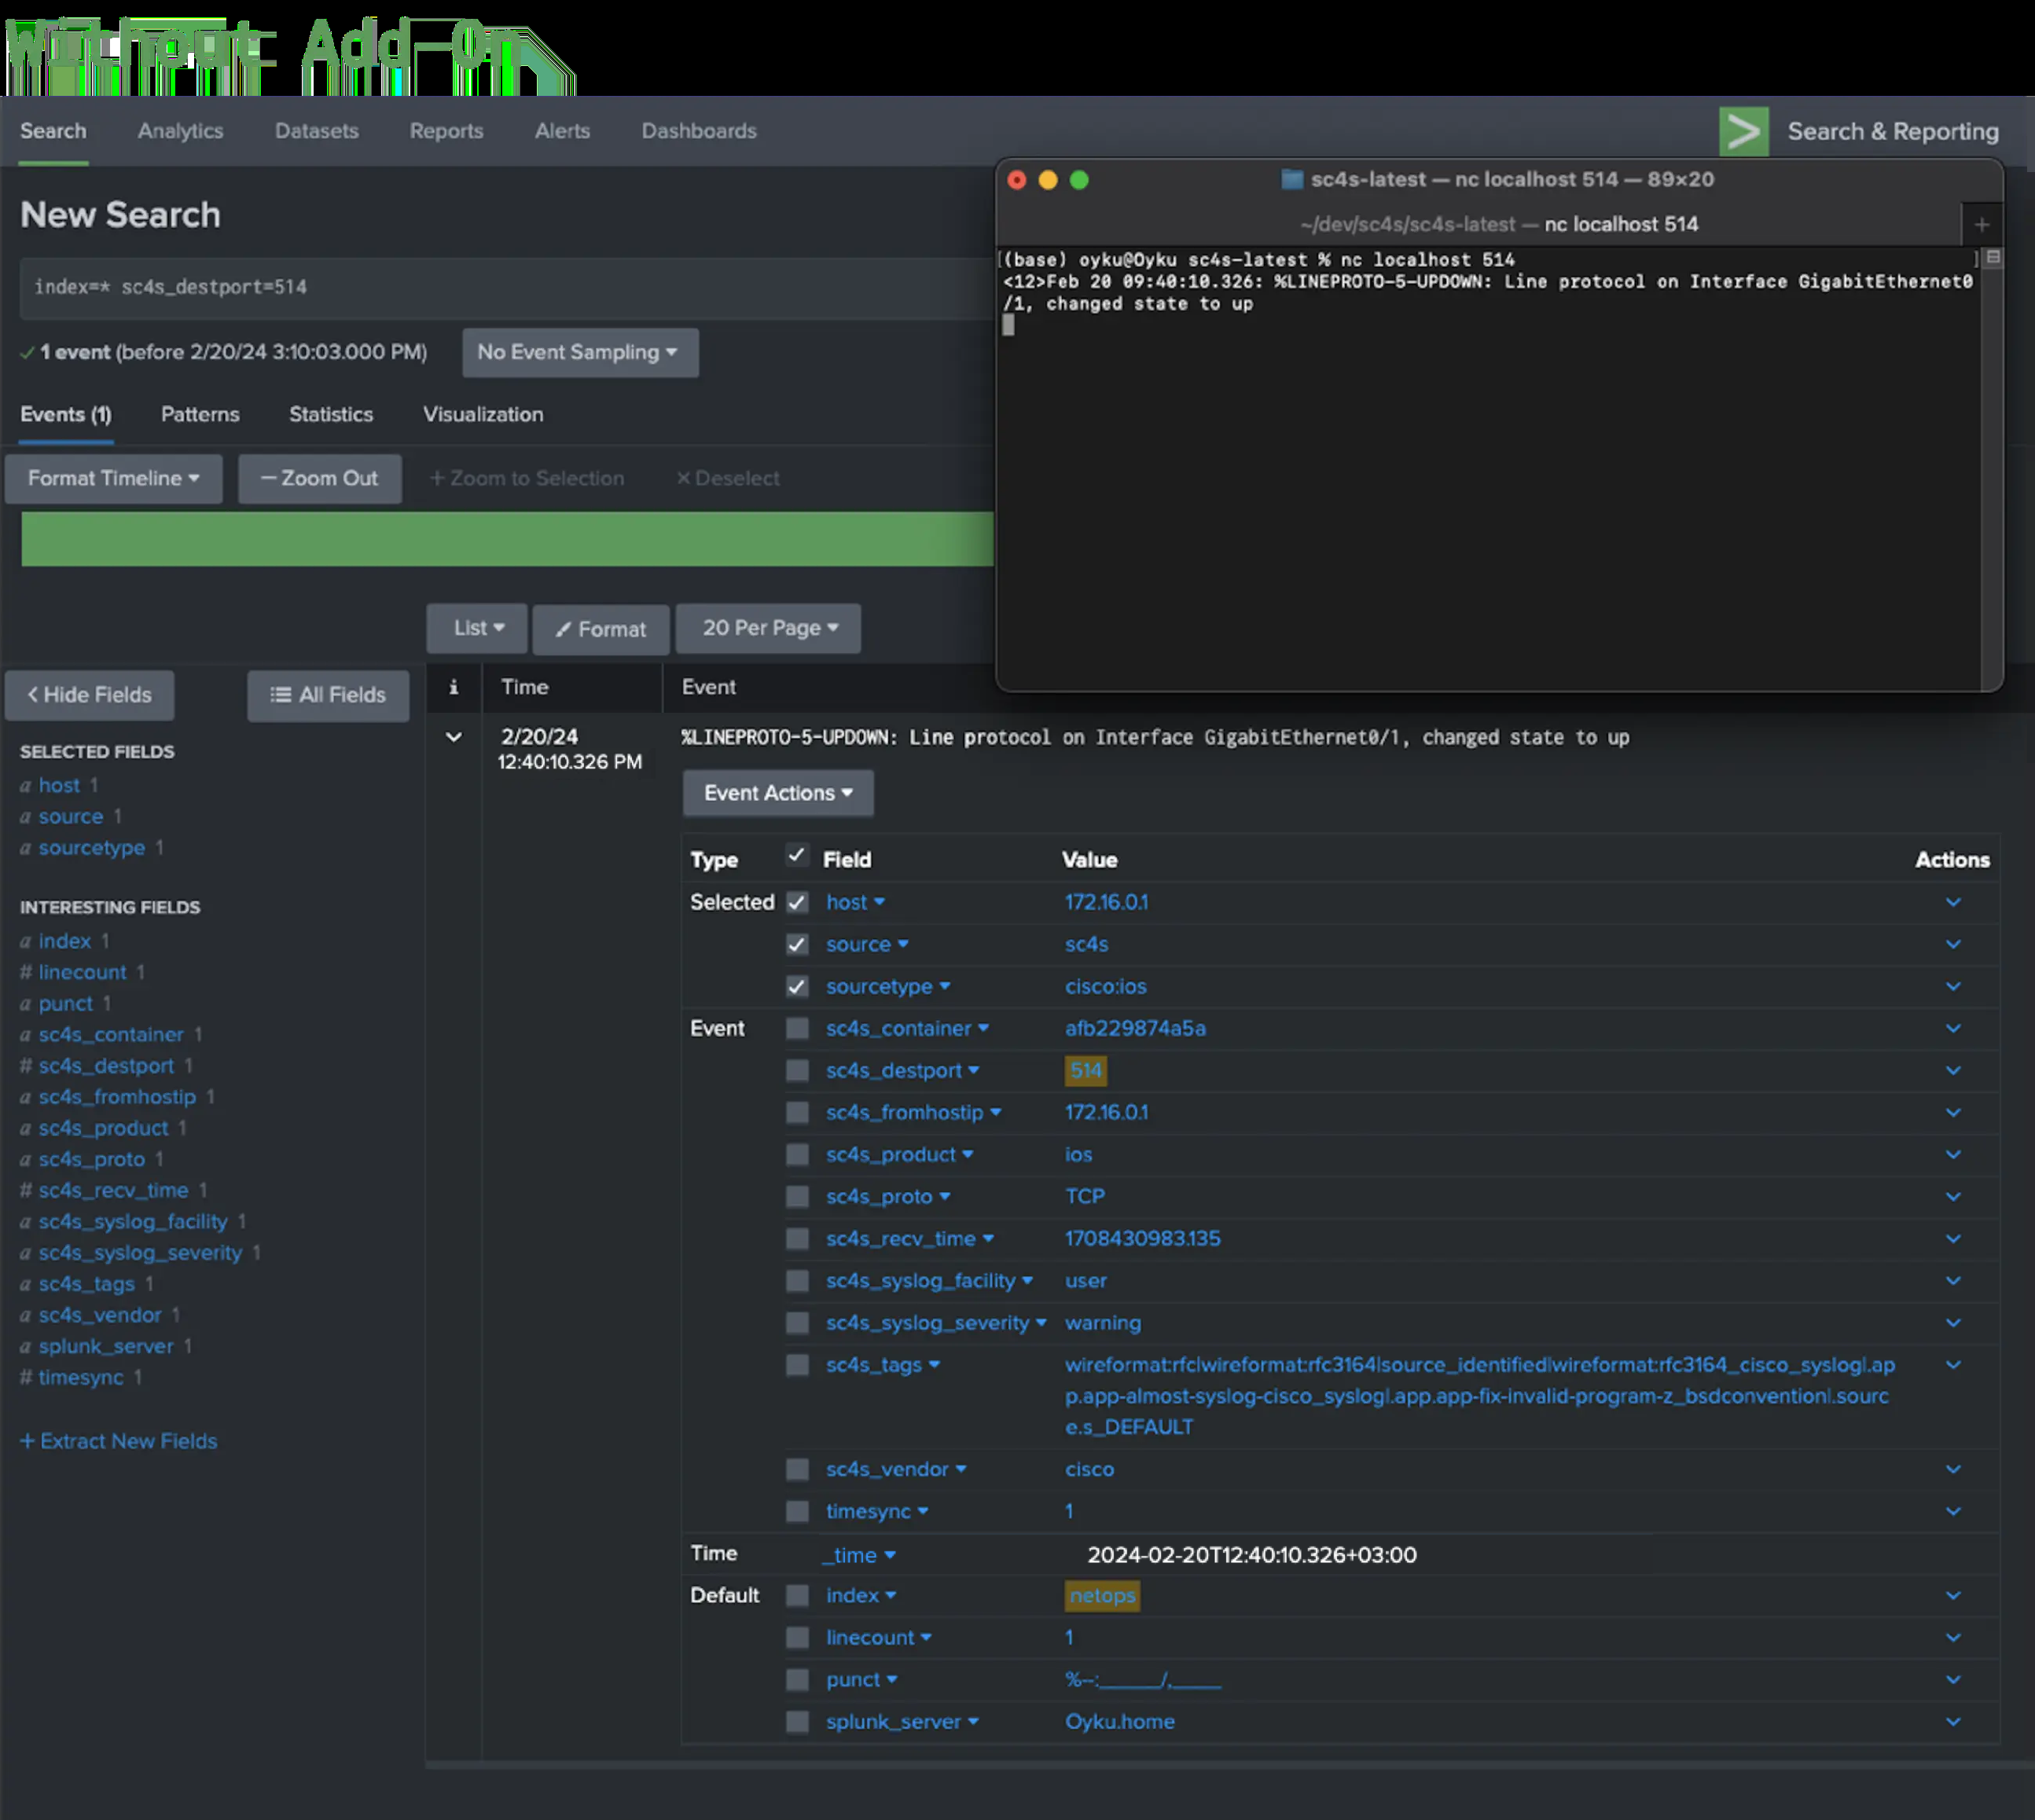 Without Add-On
Search Analytics Datasets Reports Alerts Dashboards
> Search & Reporting
sc4s-latest — nc localhost 514 — 89×20
~/dev/sc4s/sc4s-latest — nc localhost 514 +
[(base) oyku@Oyku sc4s-latest % nc localhost 514 ]
<12>Feb 20 09:40:10.326: %LINEPROTO-5-UPDOWN: Line protocol on Interface GigabitEthernet0
/1, changed state to up
New Search
index=* sc4s_destport=514
✓ 1 event (before 2/20/24 3:10:03.000 PM) No Event Sampling ▾
Events (1) Patterns Statistics Visualization
Format Timeline ▾ — Zoom Out + Zoom to Selection × Deselect
List ▾ Format 20 Per Page ▾
< Hide Fields All Fields
i Time Event
SELECTED FIELDS
a host 1
a source 1
a sourcetype 1
INTERESTING FIELDS
a index 1
# linecount 1
a punct 1
a sc4s_container 1
# sc4s_destport 1
a sc4s_fromhostip 1
a sc4s_product 1
a sc4s_proto 1
# sc4s_recv_time 1
a sc4s_syslog_facility 1
a sc4s_syslog_severity 1
a sc4s_tags 1
a sc4s_vendor 1
a splunk_server 1
# timesync 1
+ Extract New Fields
2/20/24
12:40:10.326 PM
%LINEPROTO-5-UPDOWN: Line protocol on Interface GigabitEthernet0/1, changed state to up
Event Actions ▾
Type ✓ Field Value Actions
Selected ✓ host ▾ 172.16.0.1
✓ source ▾ sc4s
✓ sourcetype ▾ cisco:ios
Event sc4s_container ▾ afb229874a5a
sc4s_destport ▾ 514
sc4s_fromhostip ▾ 172.16.0.1
sc4s_product ▾ ios
sc4s_proto ▾ TCP
sc4s_recv_time ▾ 1708430983.135
sc4s_syslog_facility ▾ user
sc4s_syslog_severity ▾ warning
sc4s_tags ▾ wireformat:rfc|wireformat:rfc3164|source_identified|wireformat:rfc3164_cisco_syslog|.ap
p.app-almost-syslog-cisco_syslog|.app.app-fix-invalid-program-z_bsdconvention|.sourc
e.s_DEFAULT
sc4s_vendor ▾ cisco
timesync ▾ 1
Time _time ▾ 2024-02-20T12:40:10.326+03:00
Default index ▾ netops
linecount ▾ 1
punct ▾ %--:______/,_____
splunk_server ▾ Oyku.home